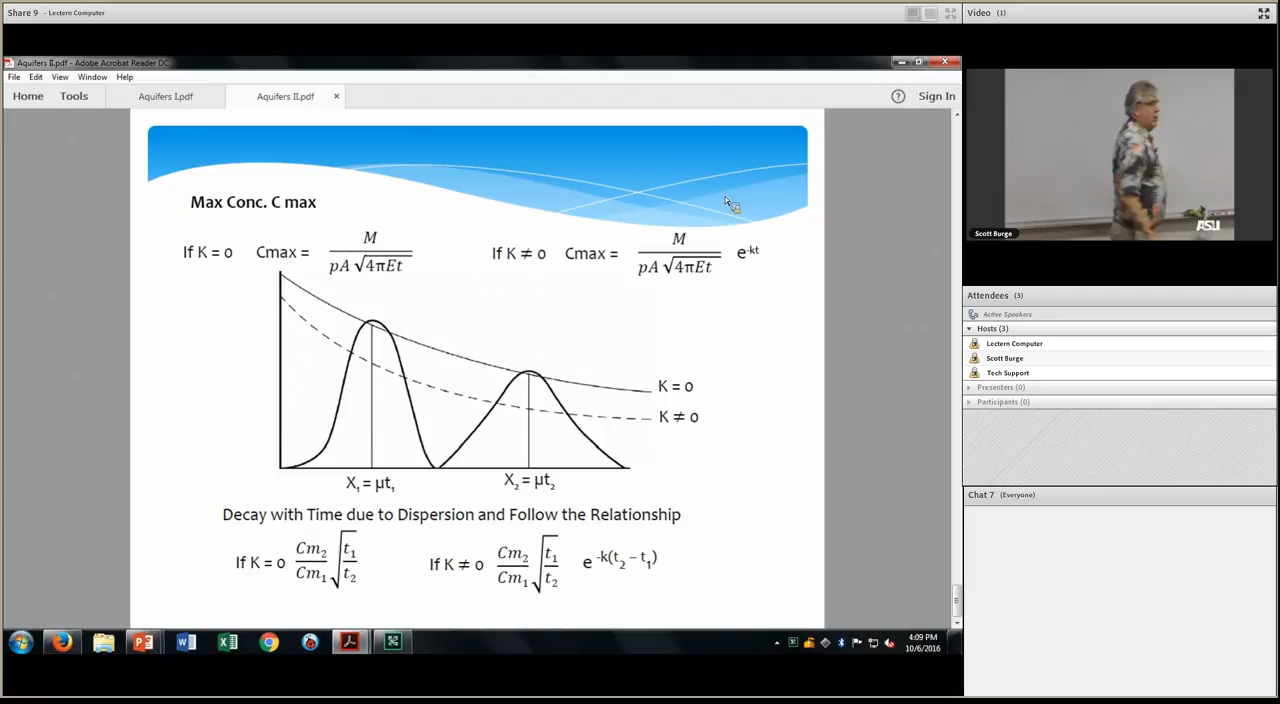 Share 9 - Lectern Computer
Video (1)
Aquifers II.pdf - Adobe Acrobat Reader DC
File Edit View Window Help
Home Tools Aquifers I.pdf Aquifers II.pdf × ? Sign In
Max Conc. C max
If K = 0 Cmax = M / pA √4πEt
If K ≠ 0 Cmax = M / pA √4πEt e^-kt
K = 0
K ≠ 0
X₁ = µt₁
X₂ = µt₂
Decay with Time due to Dispersion and Follow the Relationship
If K = 0 Cm₂ / Cm₁ √ t₁ / t₂
If K ≠ 0 Cm₂ / Cm₁ √ t₁ / t₂ e^-k(t₂ – t₁)
4:09 PM
10/6/2016
ASU
Scott Burge
Attendees (3)
Active Speakers
Hosts (3)
Lectern Computer
Scott Burge
Tech Support
Presenters (0)
Participants (0)
Chat 7 (Everyone)